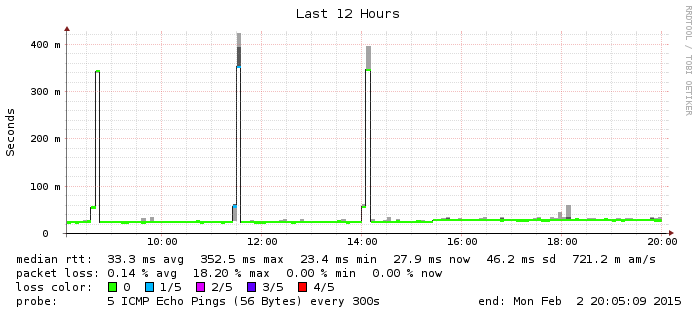 Last 12 Hours
RRDTOOL / TOBI OETIKER
Seconds
400 m
300 m
200 m
100 m
0
10:00 12:00 14:00 16:00 18:00 20:00
median rtt: 33.3 ms avg 352.5 ms max 23.4 ms min 27.9 ms now 46.2 ms sd 721.2 m am/s
packet loss: 0.14 % avg 18.20 % max 0.00 % min 0.00 % now
loss color: 0 1/5 2/5 3/5 4/5
probe: 5 ICMP Echo Pings (56 Bytes) every 300s end: Mon Feb 2 20:05:09 2015